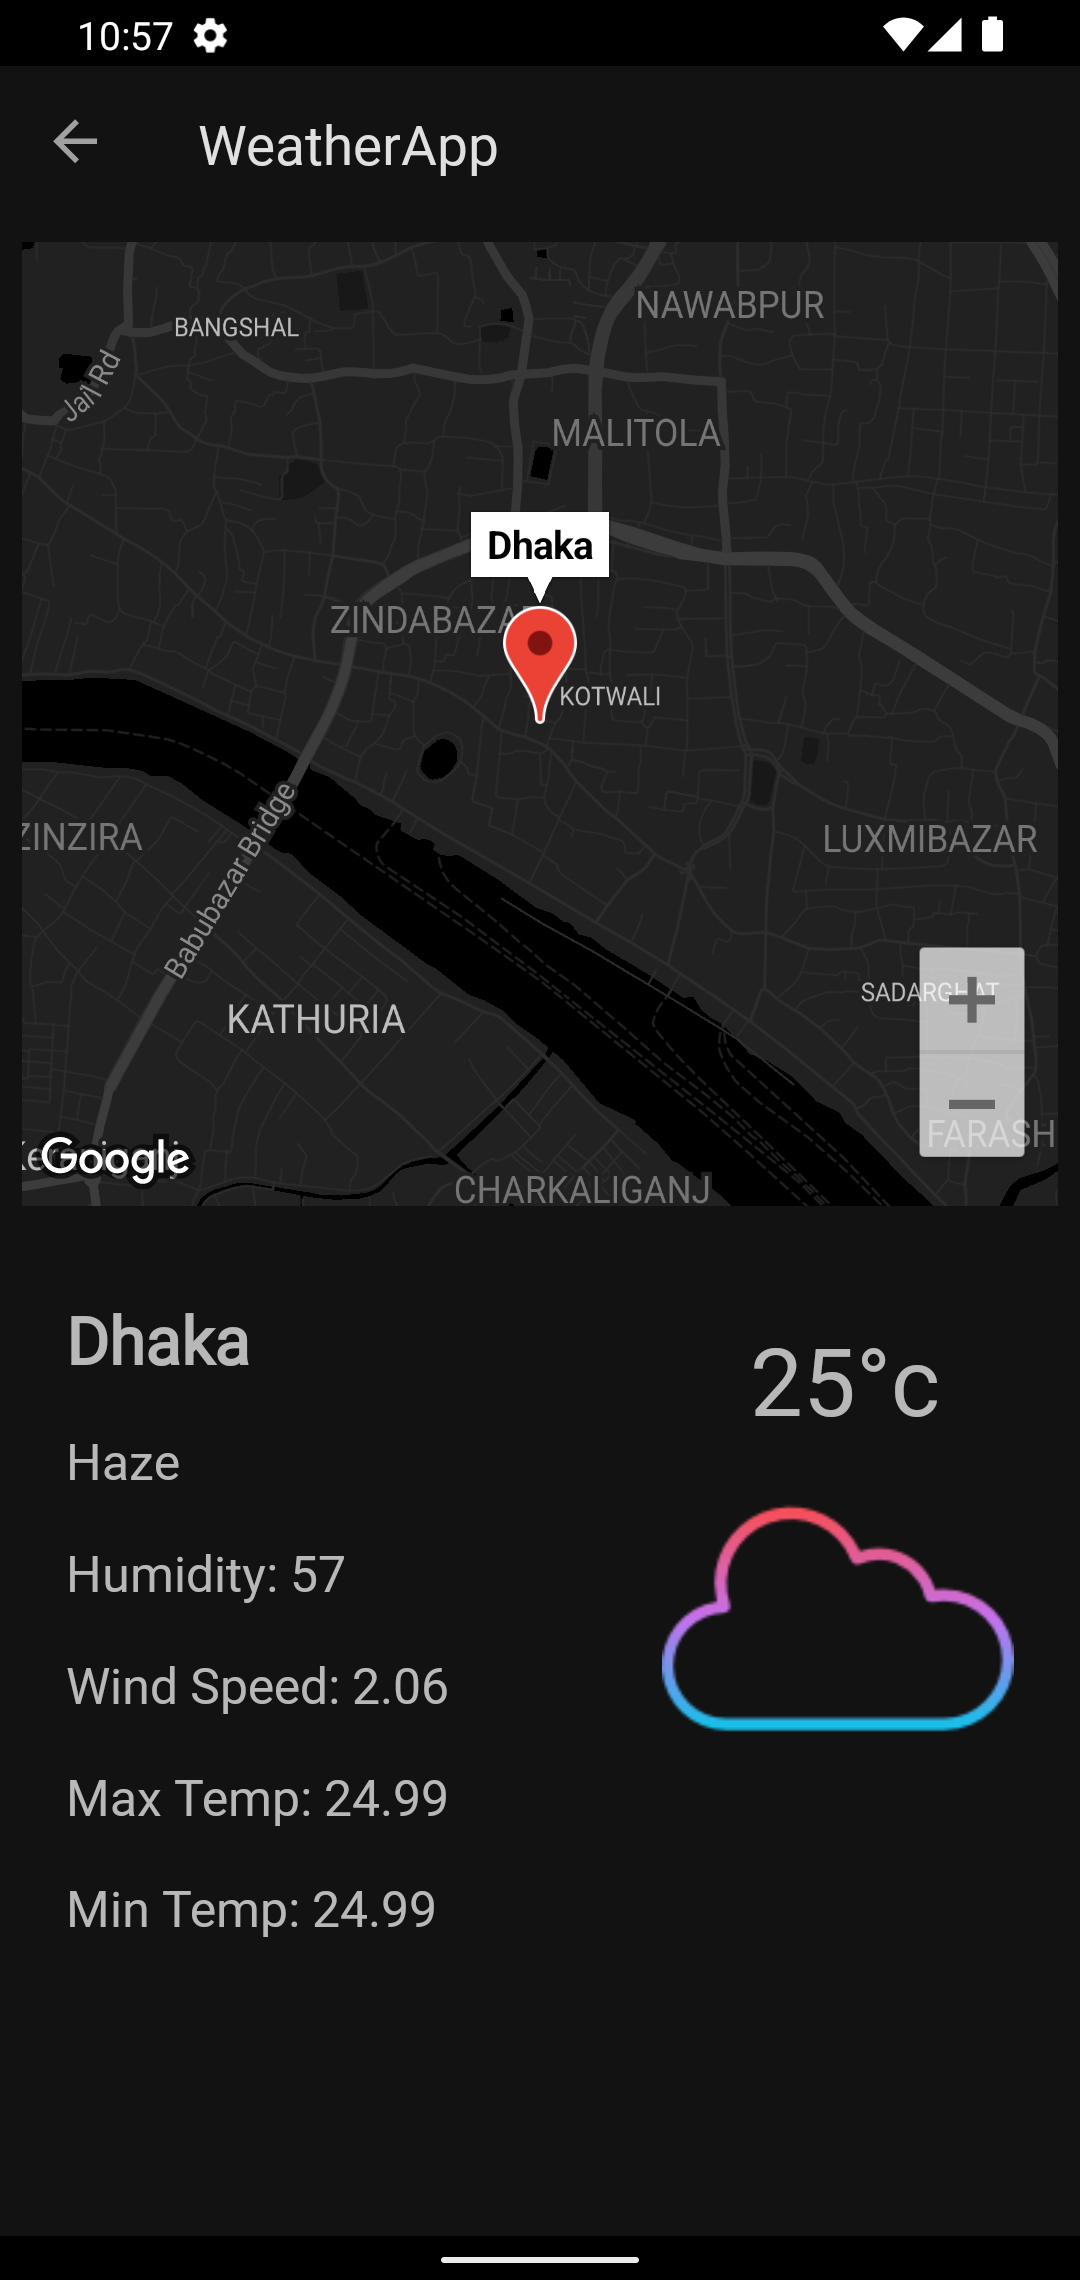 10:57
WeatherApp
NAWABPUR
BANGSHAL
Jail Rd
MALITOLA
Dhaka
ZINDABAZA
KOTWALI
ZINZIRA
LUXMIBAZAR
Babubazar Bridge
SADARGHAT
KATHURIA
FARASH
Google
CHARKALIGANJ
Dhaka
25°c
Haze
Humidity: 57
Wind Speed: 2.06
Max Temp: 24.99
Min Temp: 24.99